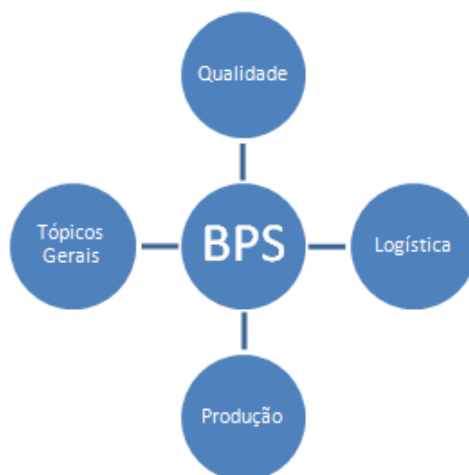 Qualidade
Tópicos
Gerais
BPS
Logística
Produção